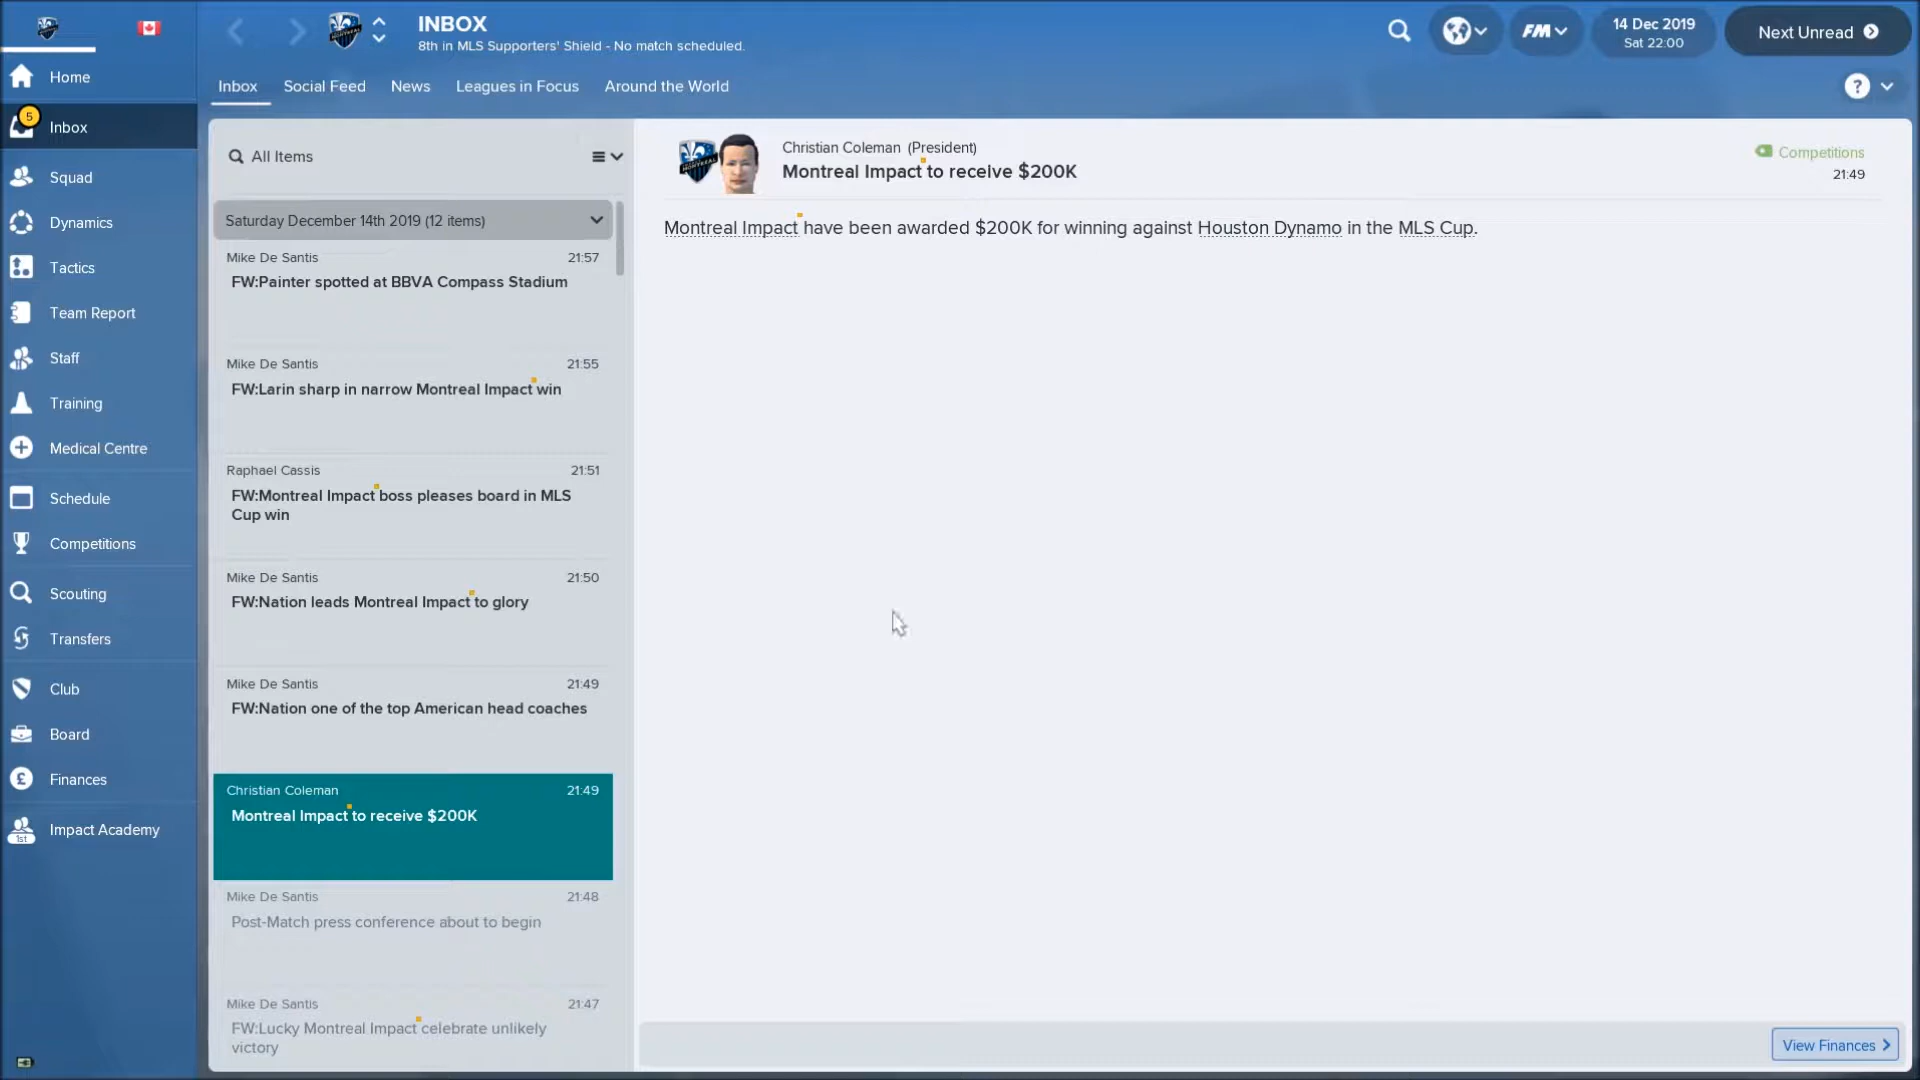 INBOX
8th in MLS Supporters' Shield - No match scheduled.
FM
14 Dec 2019
Sat 22:00
Next Unread
Inbox
Social Feed
News
Leagues in Focus
Around the World
?
Home
5
Inbox
Squad
Dynamics
Tactics
Team Report
Staff
Training
Medical Centre
Schedule
Competitions
Scouting
Transfers
Club
Board
£
Finances
1st
Impact Academy
All Items
Saturday December 14th 2019 (12 items)
Mike De Santis 21:57
FW:Painter spotted at BBVA Compass Stadium
Mike De Santis 21:55
FW:Larin sharp in narrow Montreal Impact win
Raphael Cassis 21:51
FW:Montreal Impact boss pleases board in MLS
Cup win
Mike De Santis 21:50
FW:Nation leads Montreal Impact to glory
Mike De Santis 21:49
FW:Nation one of the top American head coaches
Christian Coleman 21:49
Montreal Impact to receive $200K
Mike De Santis 21:48
Post-Match press conference about to begin
Mike De Santis 21:47
FW:Lucky Montreal Impact celebrate unlikely
victory
Christian Coleman (President)
Montreal Impact to receive $200K
Competitions
21:49
Montreal Impact have been awarded $200K for winning against Houston Dynamo in the MLS Cup.
View Finances